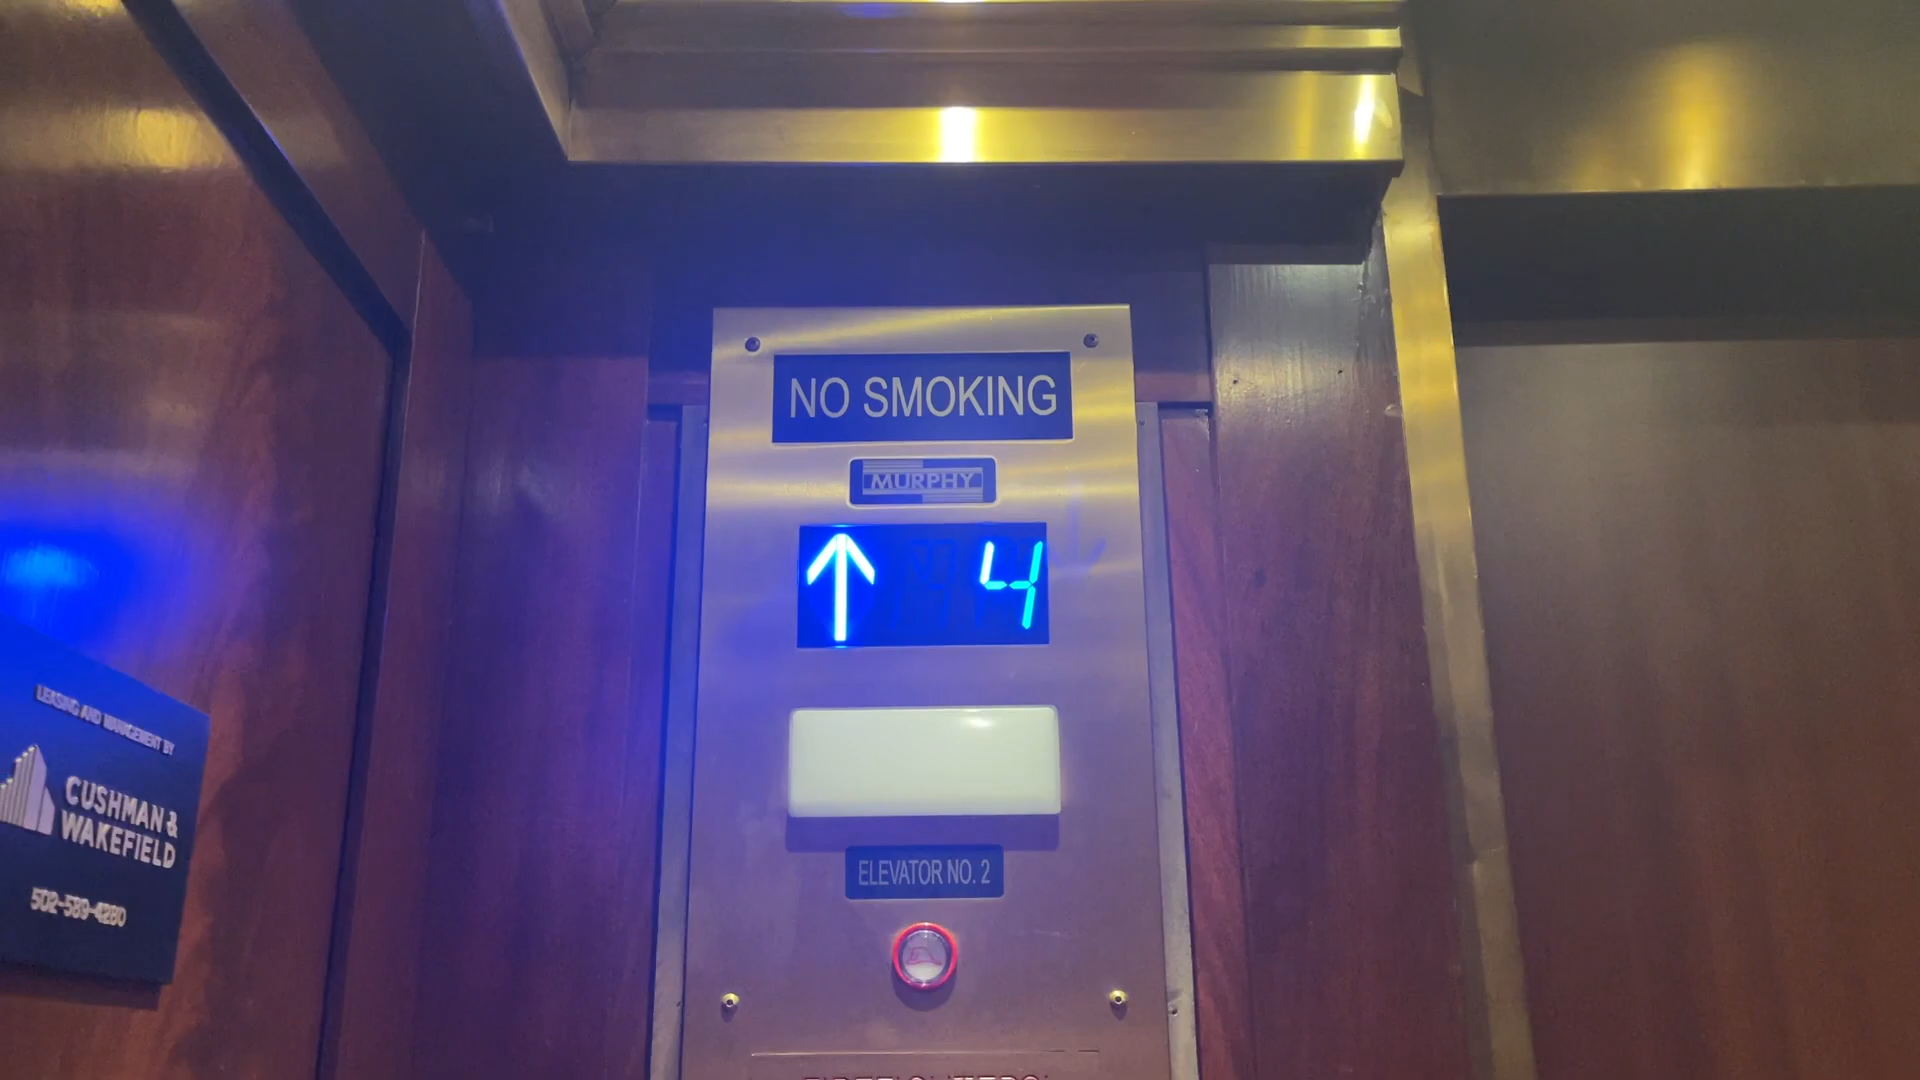 NO SMOKING
MURPHY
↑ 4
LEASING AND MANAGEMENT BY
CUSHMAN &
WAKEFIELD
502-589-4280
ELEVATOR NO. 2